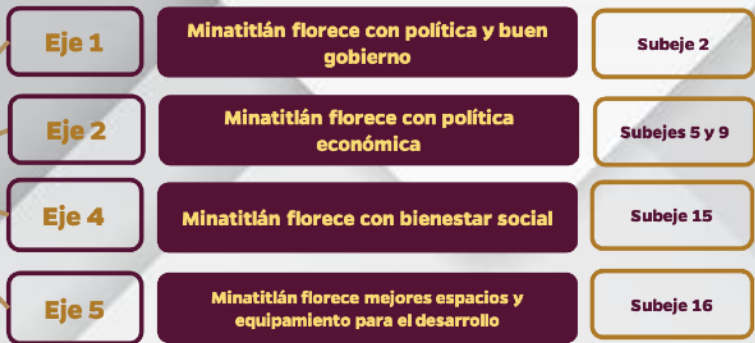 Eje 1
Minatitlán florece con política y buen
gobierno
Subeje 2
Eje 2
Minatitlán florece con política
económica
Subejes 5 y 9
Eje 4
Minatitlán florece con bienestar social
Subeje 15
Eje 5
Minatitlán florece mejores espacios y
equipamiento para el desarrollo
Subeje 16